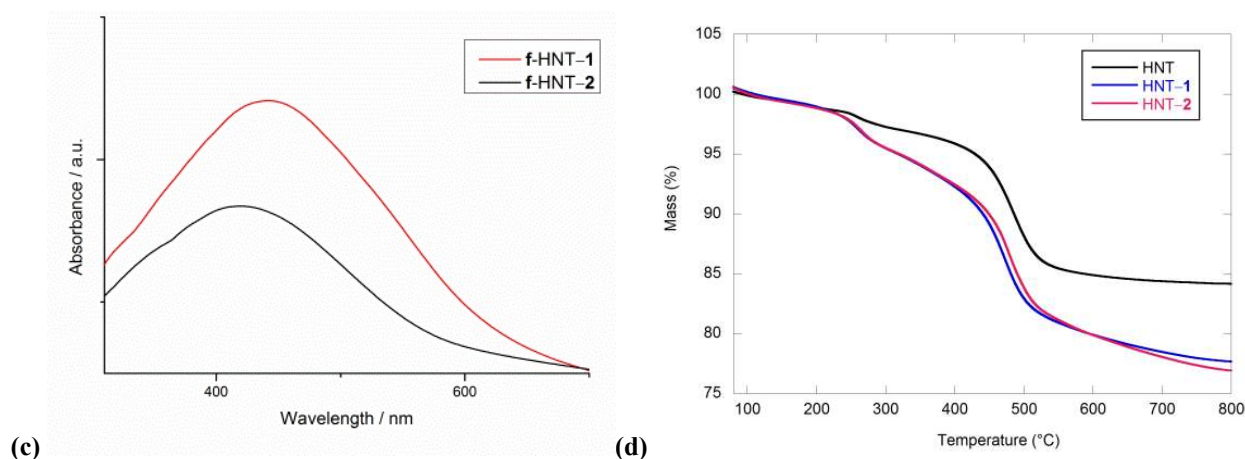 f-HNT–1
f-HNT–2
Absorbance / a.u.
400
600
Wavelength / nm
(c)
105
100
95
90
85
80
75
HNT
HNT–1
HNT–2
Mass (%)
100 200 300 400 500 600 700 800
Temperature (°C)
(d)